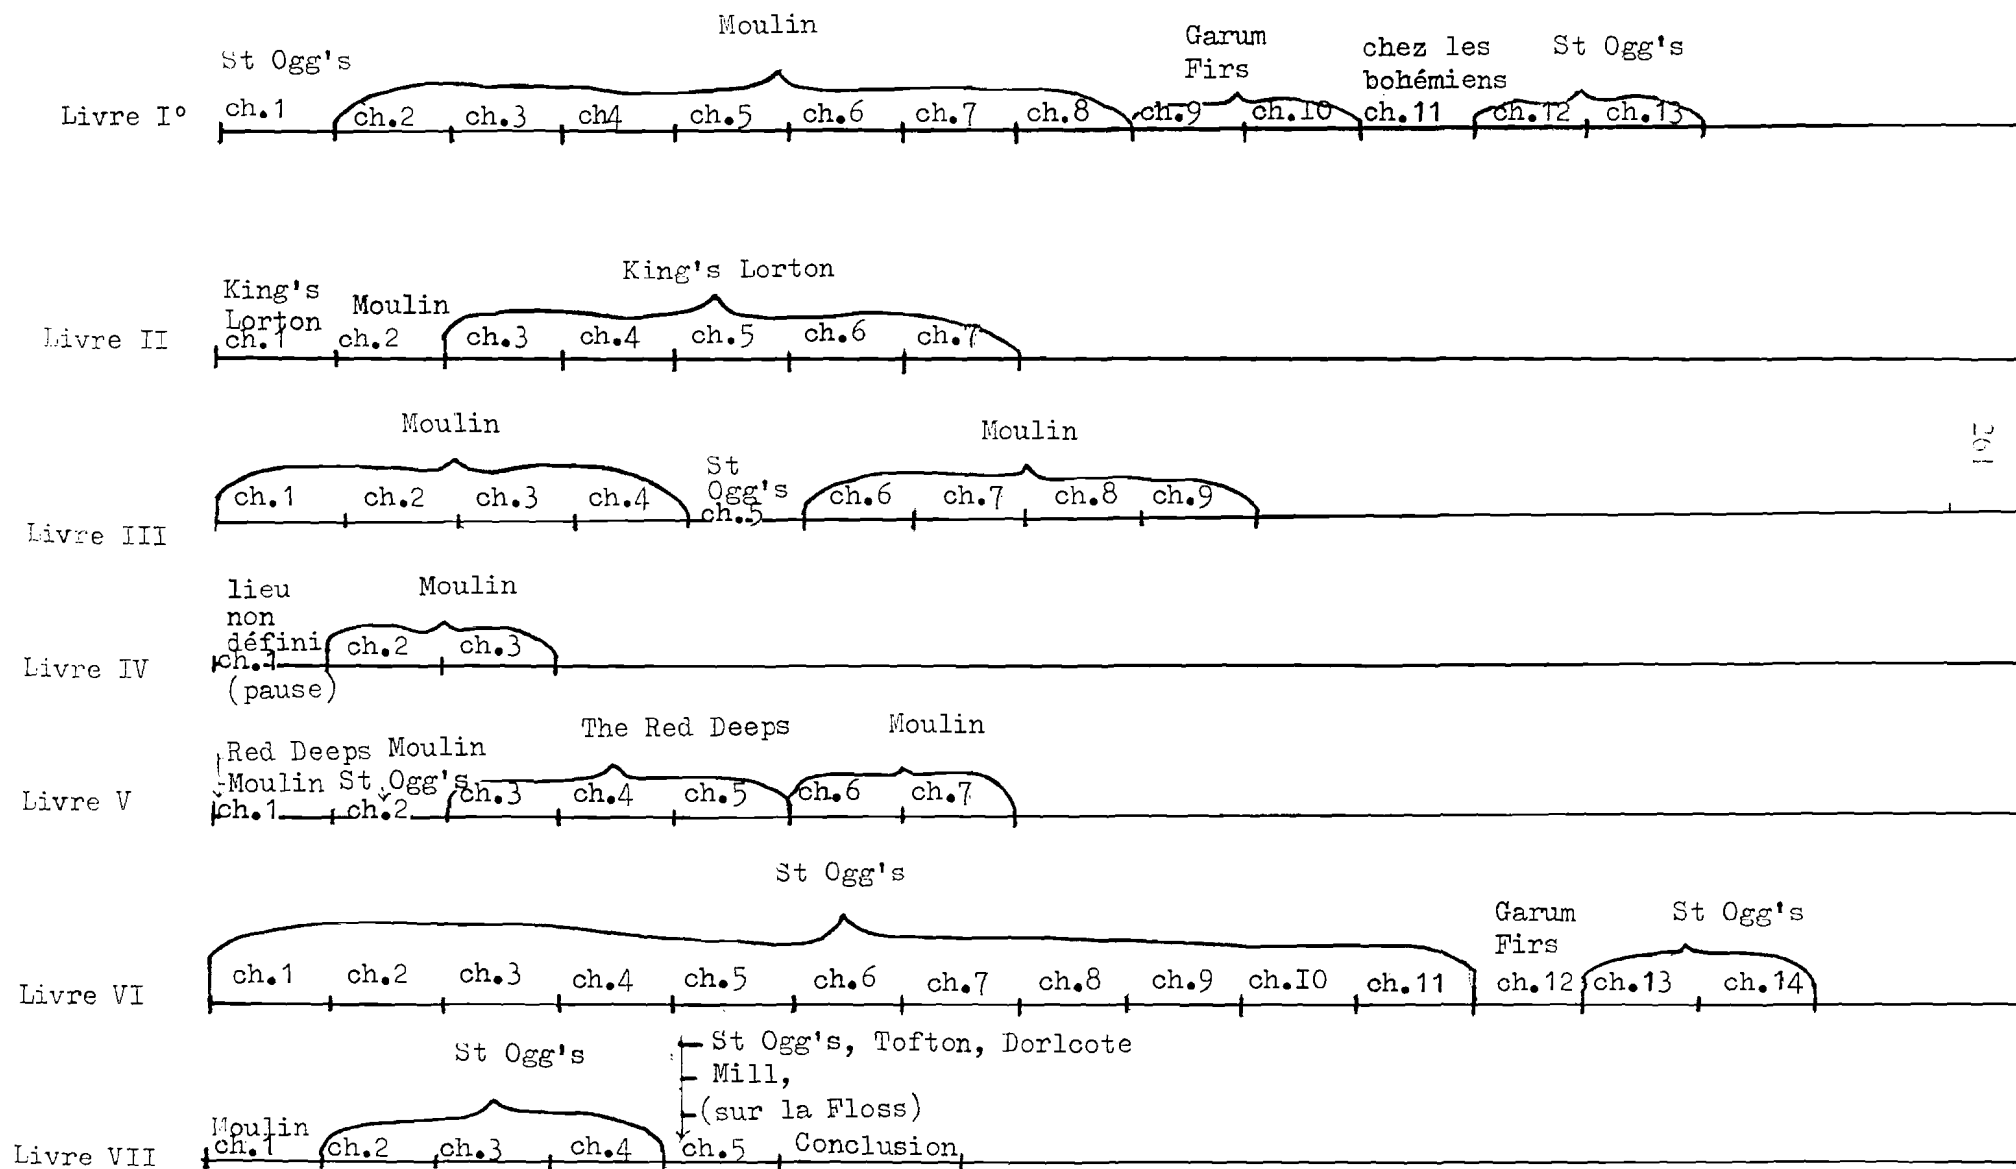 St Ogg's
Moulin
Garum
Firs
chez les
bohémiens
St Ogg's
Livre I° ch.1 ch.2 ch.3 ch4 ch.5 ch.6 ch.7 ch.8 ch.9 ch.IO ch.11 ch.12 ch.13
King's
Lorton
Moulin
King's Lorton
Livre II ch.1 ch.2 ch.3 ch.4 ch.5 ch.6 ch.7
Moulin
St
Ogg's
Moulin
Livre III ch.1 ch.2 ch.3 ch.4 ch.5 ch.6 ch.7 ch.8 ch.9
lieu
non
défini
Moulin
Livre IV ch.1 ch.2 ch.3
(pause)
Red Deeps Moulin
Moulin St Ogg's
The Red Deeps
Moulin
Livre V ch.1 ch.2 ch.3 ch.4 ch.5 ch.6 ch.7
St Ogg's
Garum
Firs
St Ogg's
Livre VI ch.1 ch.2 ch.3 ch.4 ch.5 ch.6 ch.7 ch.8 ch.9 ch.IO ch.11 ch.12 ch.13 ch.14
Moulin
St Ogg's
St Ogg's, Tofton, Dorlcote
Mill,
(sur la Floss)
Livre VII ch.1 ch.2 ch.3 ch.4 ch.5 Conclusion